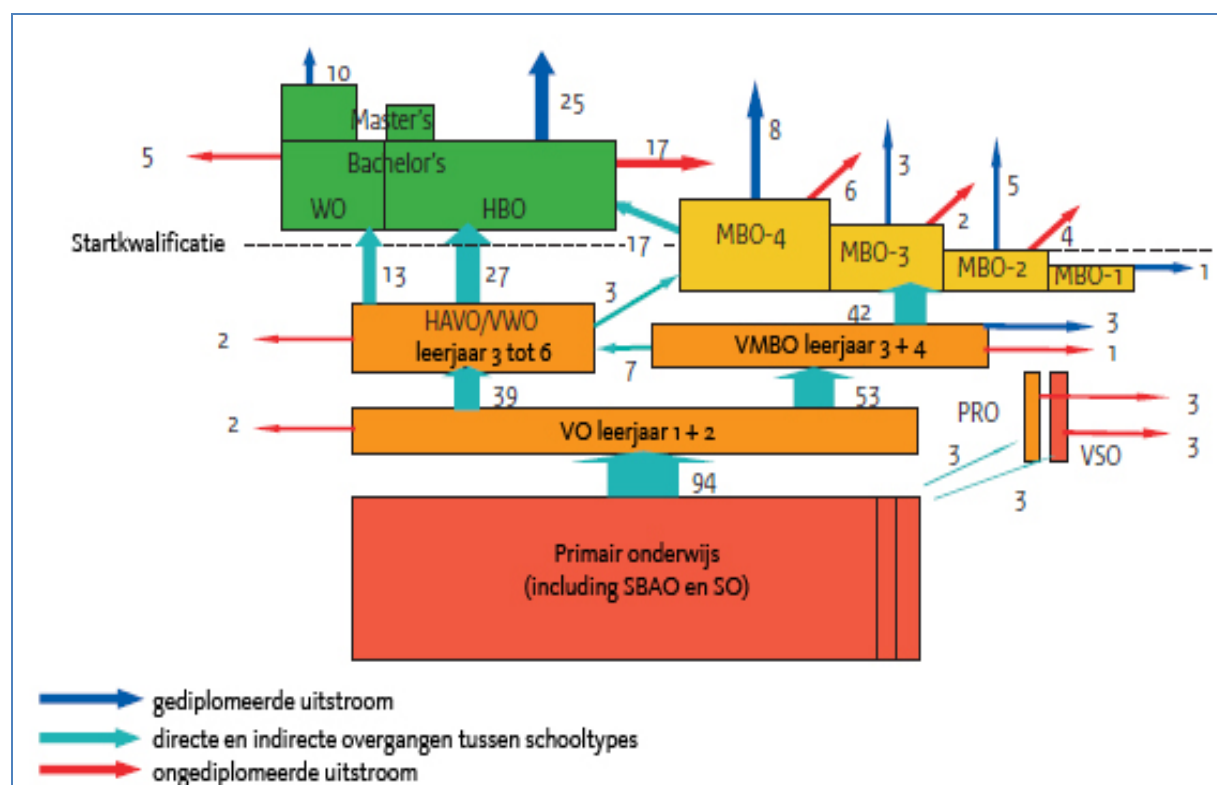 10
25
8
Master's
17
3
5
5
Bachelor's
6
2
4
WO
HBO
MBO-4
MBO-3
MBO-2
MBO-1
Startkwalificatie
17
1
13
27
3
42
HAVO/VWO
leerjaar 3 tot 6
2
VMBO leerjaar 3 + 4
3
1
7
39
53
PRO
3
2
VO leerjaar 1 + 2
3
VSO
3
94
3
Primair onderwijs
(including SBAO en SO)
gediplomeerde uitstroom
directe en indirecte overgangen tussen schooltypes
ongediplomeerde uitstroom